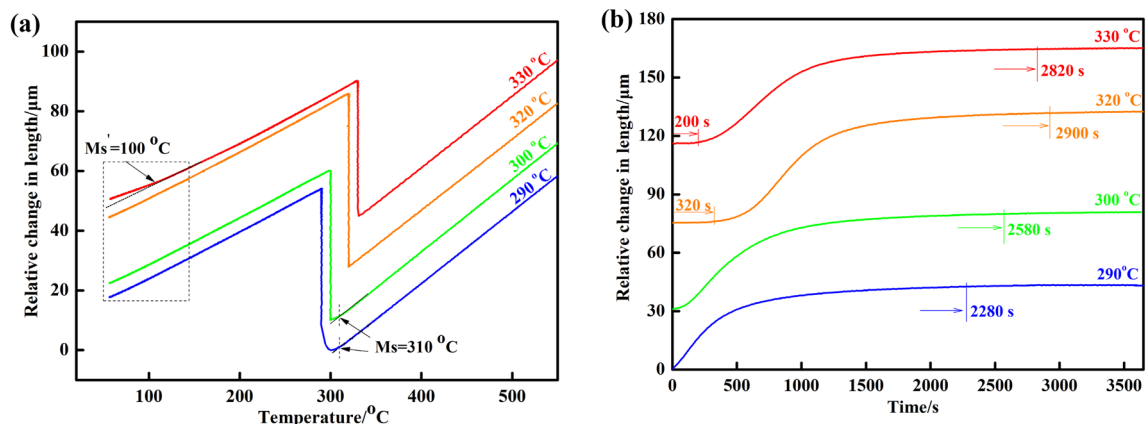 (a)
Relative change in length/μm
100
80
60
40
20
0
330 °C
320 °C
300 °C
290 °C
Ms'=100 °C
Ms=310 °C
100
200
300
400
500
Temperature/°C
(b)
Relative change in length/μm
180
150
120
90
60
30
0
330 °C
2820 s
200 s
320 °C
2900 s
320 s
300 °C
2580 s
290°C
2280 s
0
500
1000
1500
2000
2500
3000
3500
Time/s